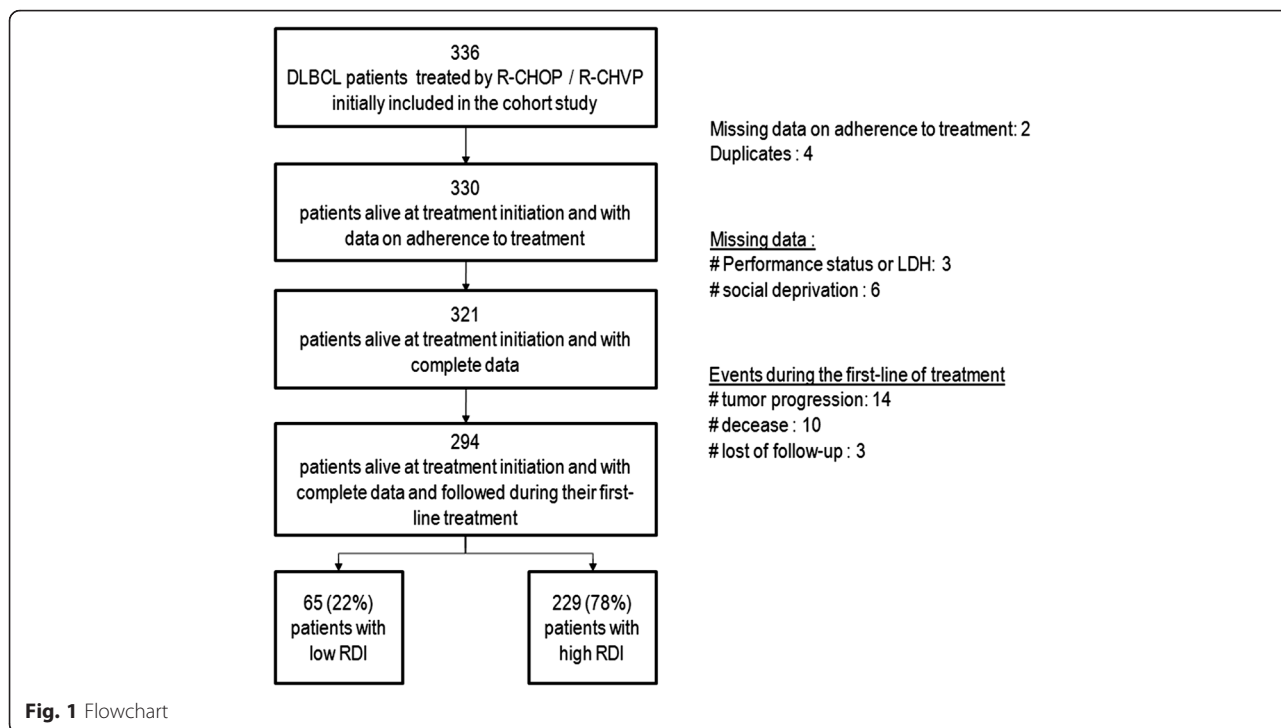 336
DLBCL patients treated by R-CHOP / R-CHVP
initially included in the cohort study
Missing data on adherence to treatment: 2
Duplicates : 4
330
patients alive at treatment initiation and with
data on adherence to treatment
Missing data :
# Performance status or LDH: 3
# social deprivation : 6
321
patients alive at treatment initiation and with
complete data
Events during the first-line of treatment
# tumor progression: 14
# decease : 10
# lost of follow-up : 3
294
patients alive at treatment initiation and with
complete data and followed during their first-
line treatment
65 (22%)
patients with
low RDI
229 (78%)
patients with
high RDI
Fig. 1 Flowchart